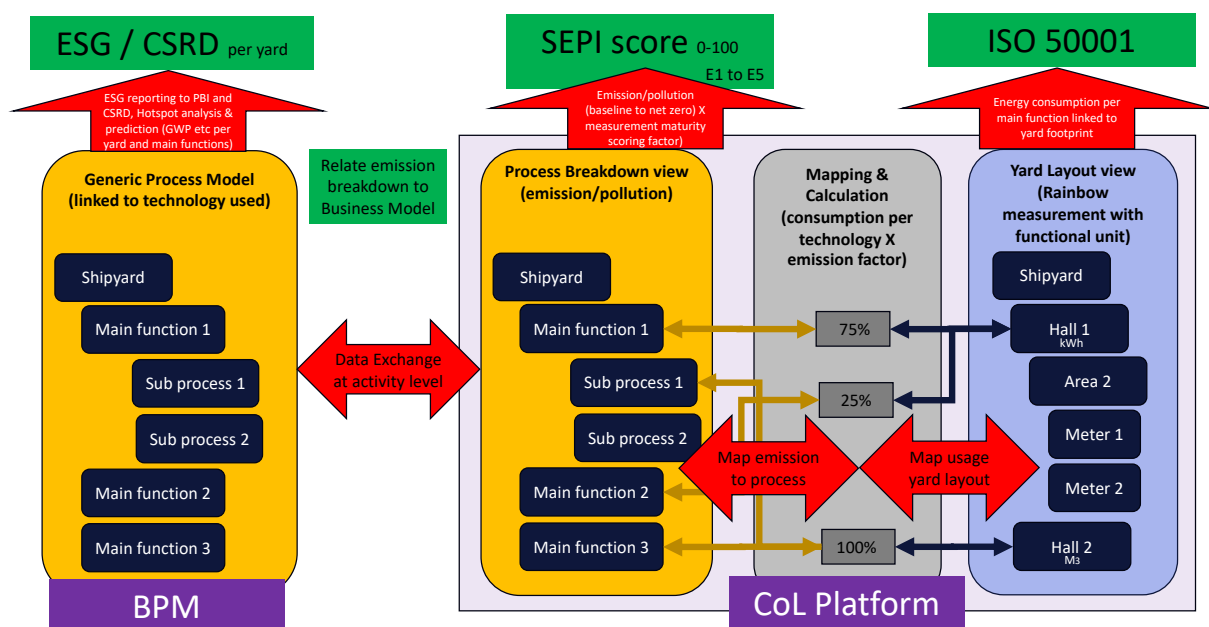 ESG / CSRD per yard
SEPI score 0-100
E1 to E5
ISO 50001
ESG reporting to PBI and
CSRD, Hotspot analysis &
prediction (GWP etc per
yard and main functions)
Emission/pollution
(baseline to net zero) X
measurement maturity
scoring factor)
Energy consumption per
main function linked to
yard footprint
Generic Process Model
(linked to technology used)
Shipyard
Main function 1
Sub process 1
Sub process 2
Main function 2
Main function 3
BPM
Relate emission
breakdown to
Business Model
Data Exchange
at activity level
Process Breakdown view
(emission/pollution)
Shipyard
Main function 1
Sub process 1
Sub process 2
Main function 2
Main function 3
Map emission
to process
Mapping &
Calculation
(consumption per
technology X
emission factor)
75%
25%
100%
Map usage
yard layout
Yard Layout view
(Rainbow
measurement with
functional unit)
Shipyard
Hall 1
kWh
Area 2
Meter 1
Meter 2
Hall 2
M3
CoL Platform